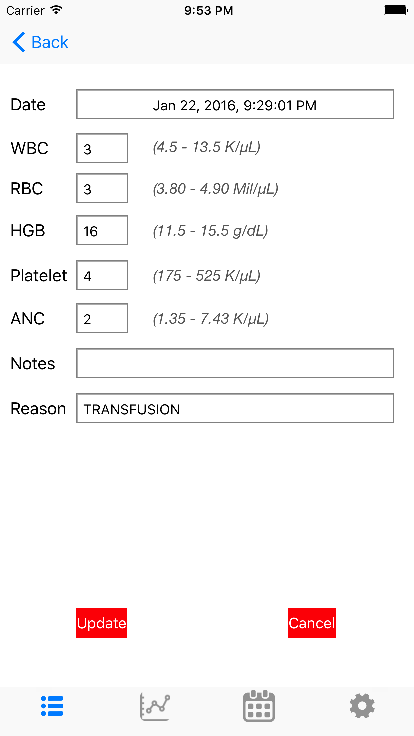 Carrier 9:53 PM
Back
Date Jan 22, 2016, 9:29:01 PM
WBC 3 (4.5 - 13.5 K/µL)
RBC 3 (3.80 - 4.90 Mil/µL)
HGB 16 (11.5 - 15.5 g/dL)
Platelet 4 (175 - 525 K/µL)
ANC 2 (1.35 - 7.43 K/µL)
Notes
Reason TRANSFUSION
Update Cancel